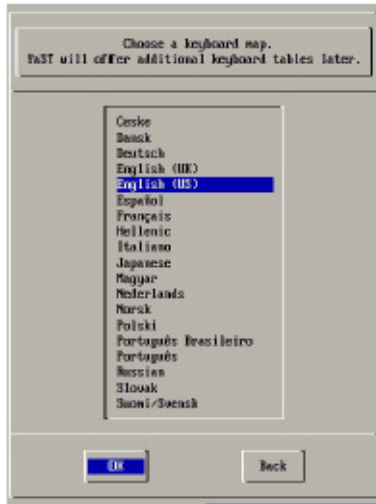 Choose a keyboard map.
YaST will offer additional keyboard tables later.
Ceske
Dansk
Deutsch
English (UK)
English (US)
Español
Français
Hellenic
Italiano
Japanese
Magyar
Nederlands
Norsk
Polski
Português Brasileiro
Português
Russian
Slovak
Suomi/Svensk
OK
Back